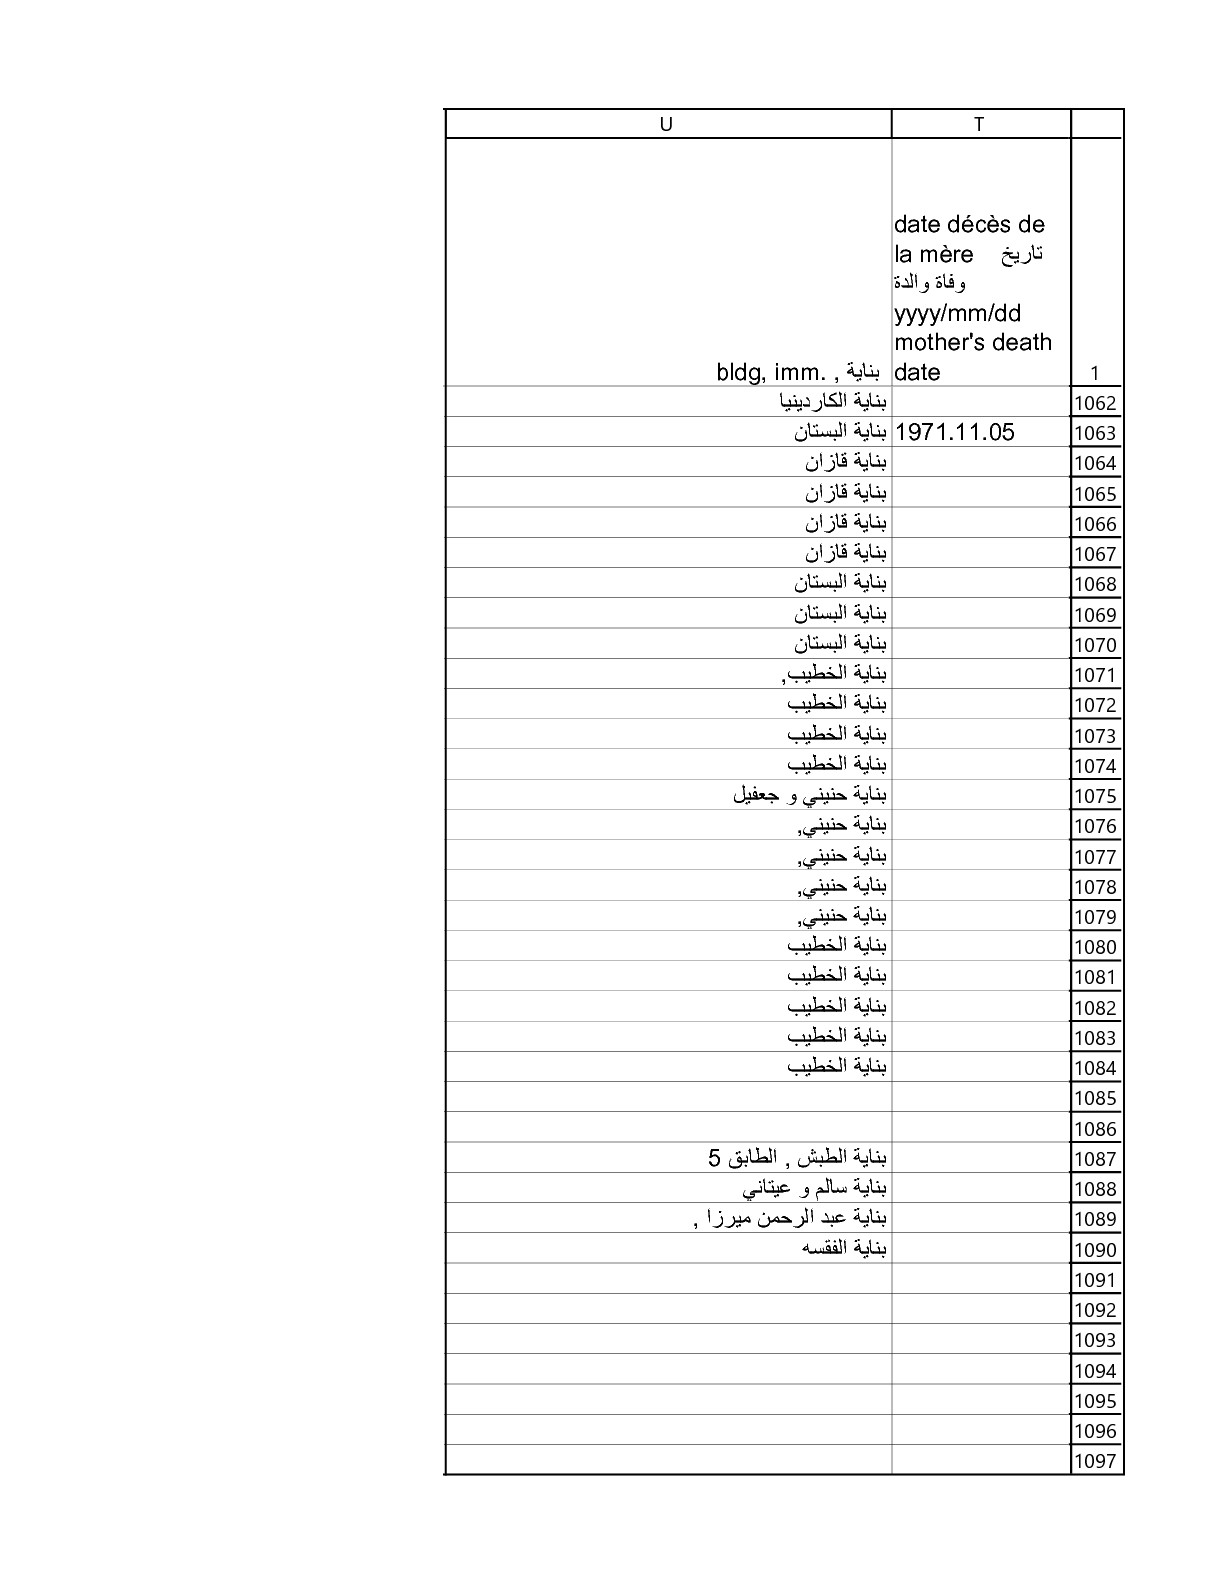 U T
date décès de
la mère تاريخ
وفاة والدة
yyyy/mm/dd
mother's death
bldg, imm. , بناية date 1
بناية الكاردينيا 1062
بناية البستان 1971.11.05 1063
بناية قازان 1064
بناية قازان 1065
بناية قازان 1066
بناية قازان 1067
بناية البستان 1068
بناية البستان 1069
بناية البستان 1070
بناية الخطيب, 1071
بناية الخطيب 1072
بناية الخطيب 1073
بناية الخطيب 1074
بناية حنيني و جعفيل 1075
بناية حنيني, 1076
بناية حنيني, 1077
بناية حنيني, 1078
بناية حنيني, 1079
بناية الخطيب 1080
بناية الخطيب 1081
بناية الخطيب 1082
بناية الخطيب 1083
بناية الخطيب 1084
1085
1086
بناية الطبش , الطابق 5 1087
بناية سالم و عيتاني 1088
بناية عبد الرحمن ميرزا , 1089
بناية الفقسه 1090
1091
1092
1093
1094
1095
1096
1097